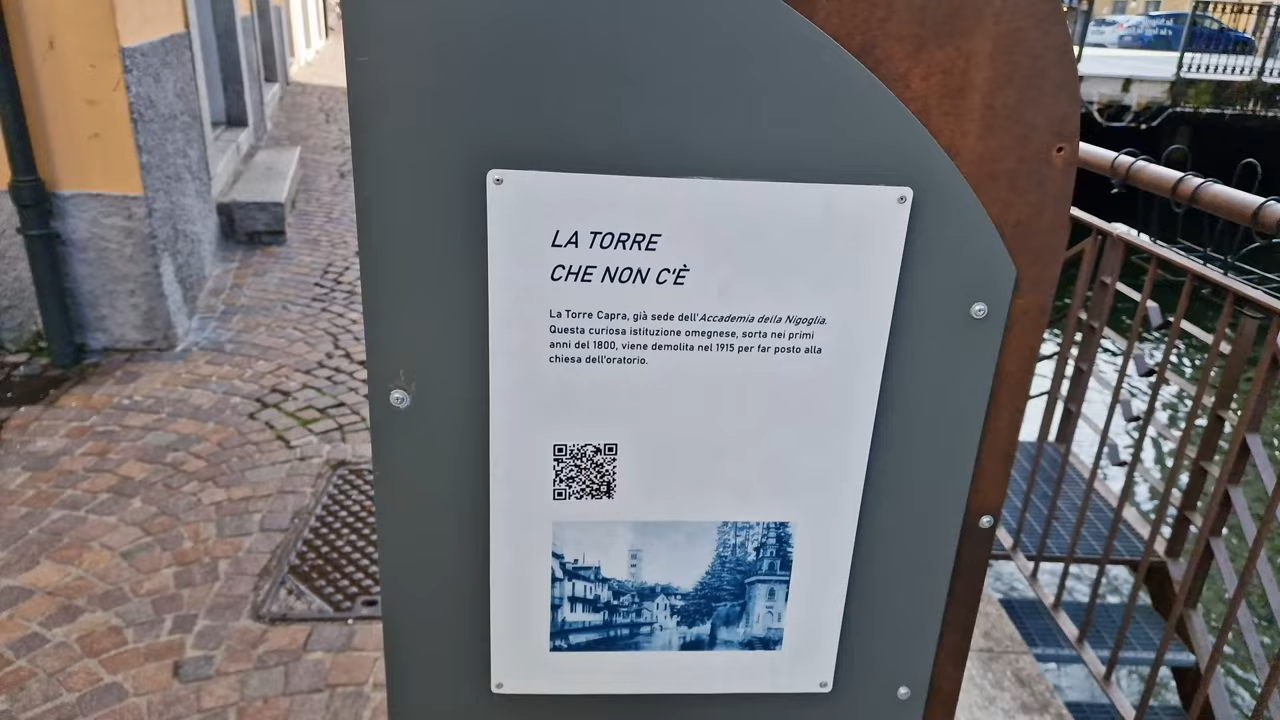 LA TORRE
CHE NON C'È
La Torre Capra, già sede dell'Accademia della Nigoglia.
Questa curiosa istituzione omegnese, sorta nei primi
anni del 1800, viene demolita nel 1915 per far posto alla
chiesa dell'oratorio.